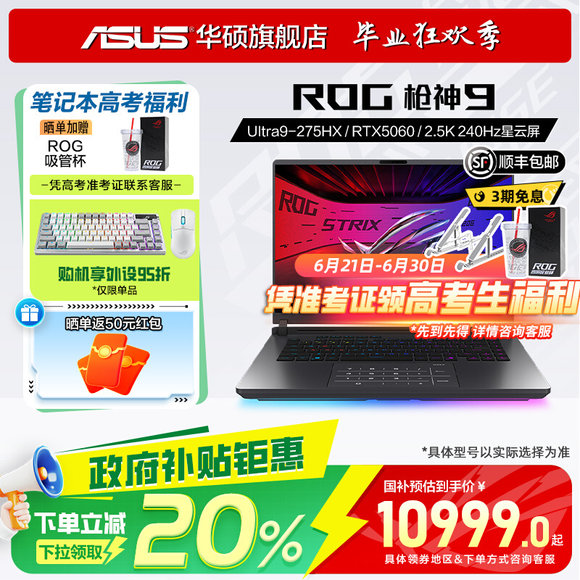 ASUS 华硕旗舰店 毕业狂欢季
笔记本高考福利
晒单加赠
ROG
吸管杯
ROG
凭高考准考证联系客服
购机享外设95折
*仅限单品
晒单返50元红包
ROG 枪神9
Ultra9-275HX / RTX5060 / 2.5K 240Hz星云屏
SF 顺丰包邮
3期免息
ROG
STRIX
ROG
6月21日-6月30日
凭准考证领高考生福利
*先到先得 详情咨询客服
*具体型号以实际选择为准
政府补贴钜惠
下单立减
下拉领取
20%
国补预估到手价
¥
10999.0起
具体领券地区&下单方式咨询客服